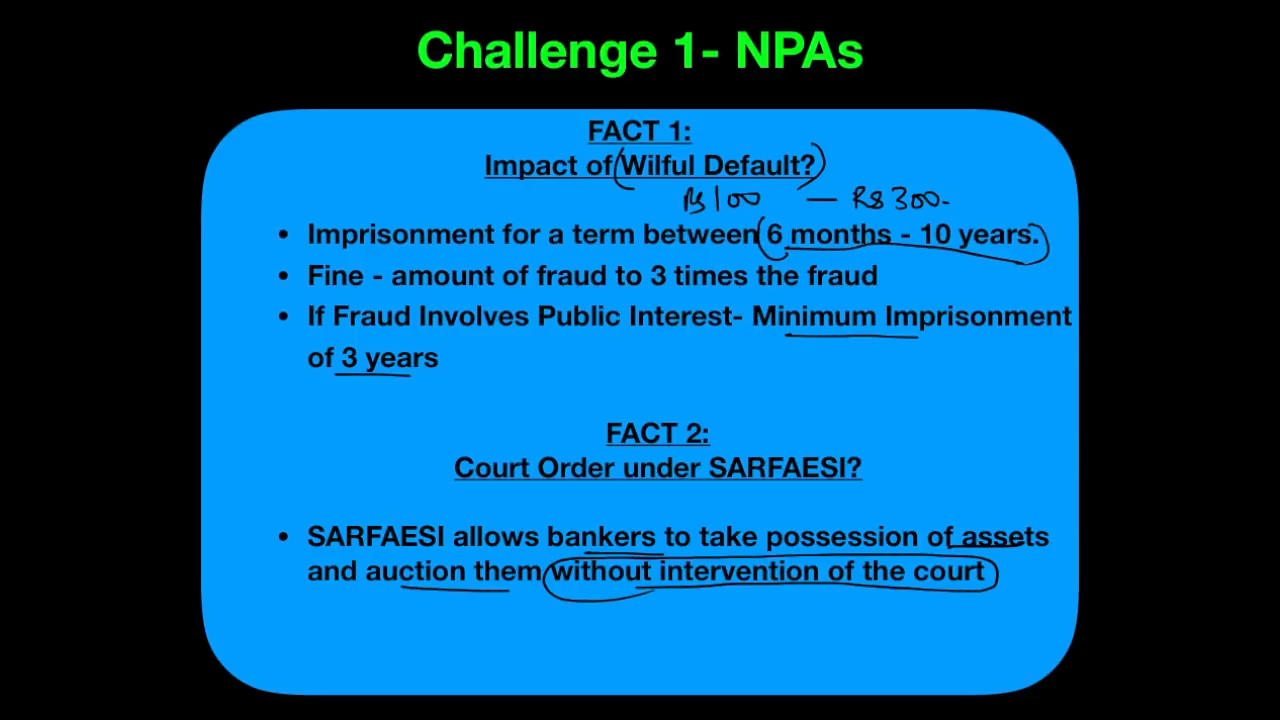 Challenge 1- NPAs
FACT 1:
Impact of Wilful Default?
Rs 100 — Rs 300.
• Imprisonment for a term between 6 months - 10 years.
• Fine - amount of fraud to 3 times the fraud
• If Fraud Involves Public Interest- Minimum Imprisonment
of 3 years
FACT 2:
Court Order under SARFAESI?
• SARFAESI allows bankers to take possession of assets
and auction them without intervention of the court